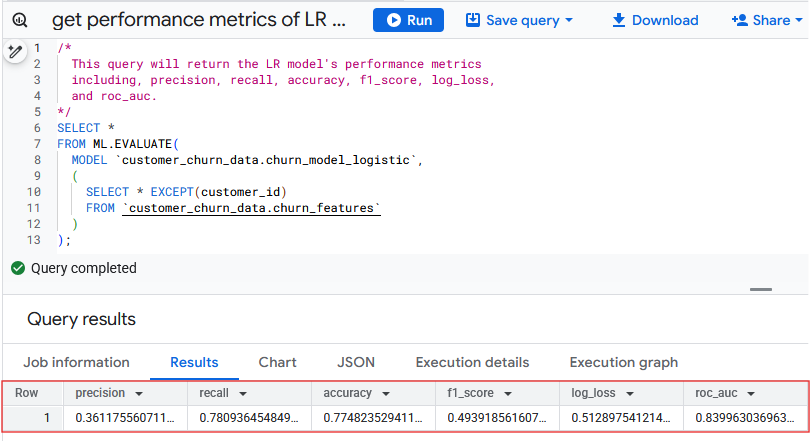 get performance metrics of LR ... Run Save query Download Share
1 /*
2 This query will return the LR model's performance metrics
3 including, precision, recall, accuracy, f1_score, log_loss,
4 and roc_auc.
5 */
6 SELECT *
7 FROM ML.EVALUATE(
8 MODEL `customer_churn_data.churn_model_logistic`,
9 (
10 SELECT * EXCEPT(customer_id)
11 FROM `customer_churn_data.churn_features`
12 )
13 );
Query completed
Query results
Job information Results Chart JSON Execution details Execution graph
Row precision recall accuracy f1_score log_loss roc_auc
1 0.361175560711... 0.780936454849... 0.774823529411... 0.493918561607... 0.512897541214... 0.839963036963...